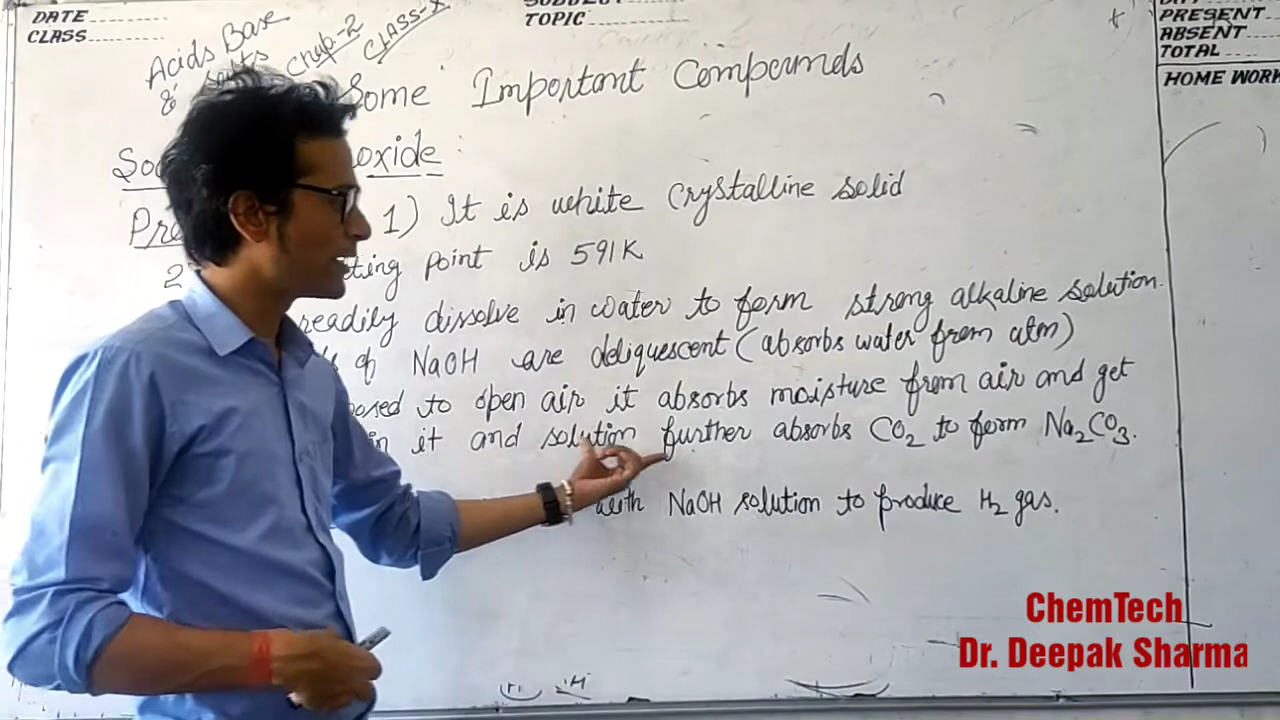 DATE
CLASS
TOPIC
PRESENT
ABSENT
TOTAL
HOME WORK
Acids Base
& Salts Chap-2 CLASS-X
Some Important Compounds
oxide :
1) It is white crystalline solid
2 ting point is 591K
readily dissolve in water to form strong alkaline solution.
of NaOH are deliquescent (absorbs water from atm)
posed to open air it absorbs moisture from air and get
in it and solution further absorbs CO2 to form Na2CO3.
with NaOH solution to produce H2 gas.
ChemTech
Dr. Deepak Sharma